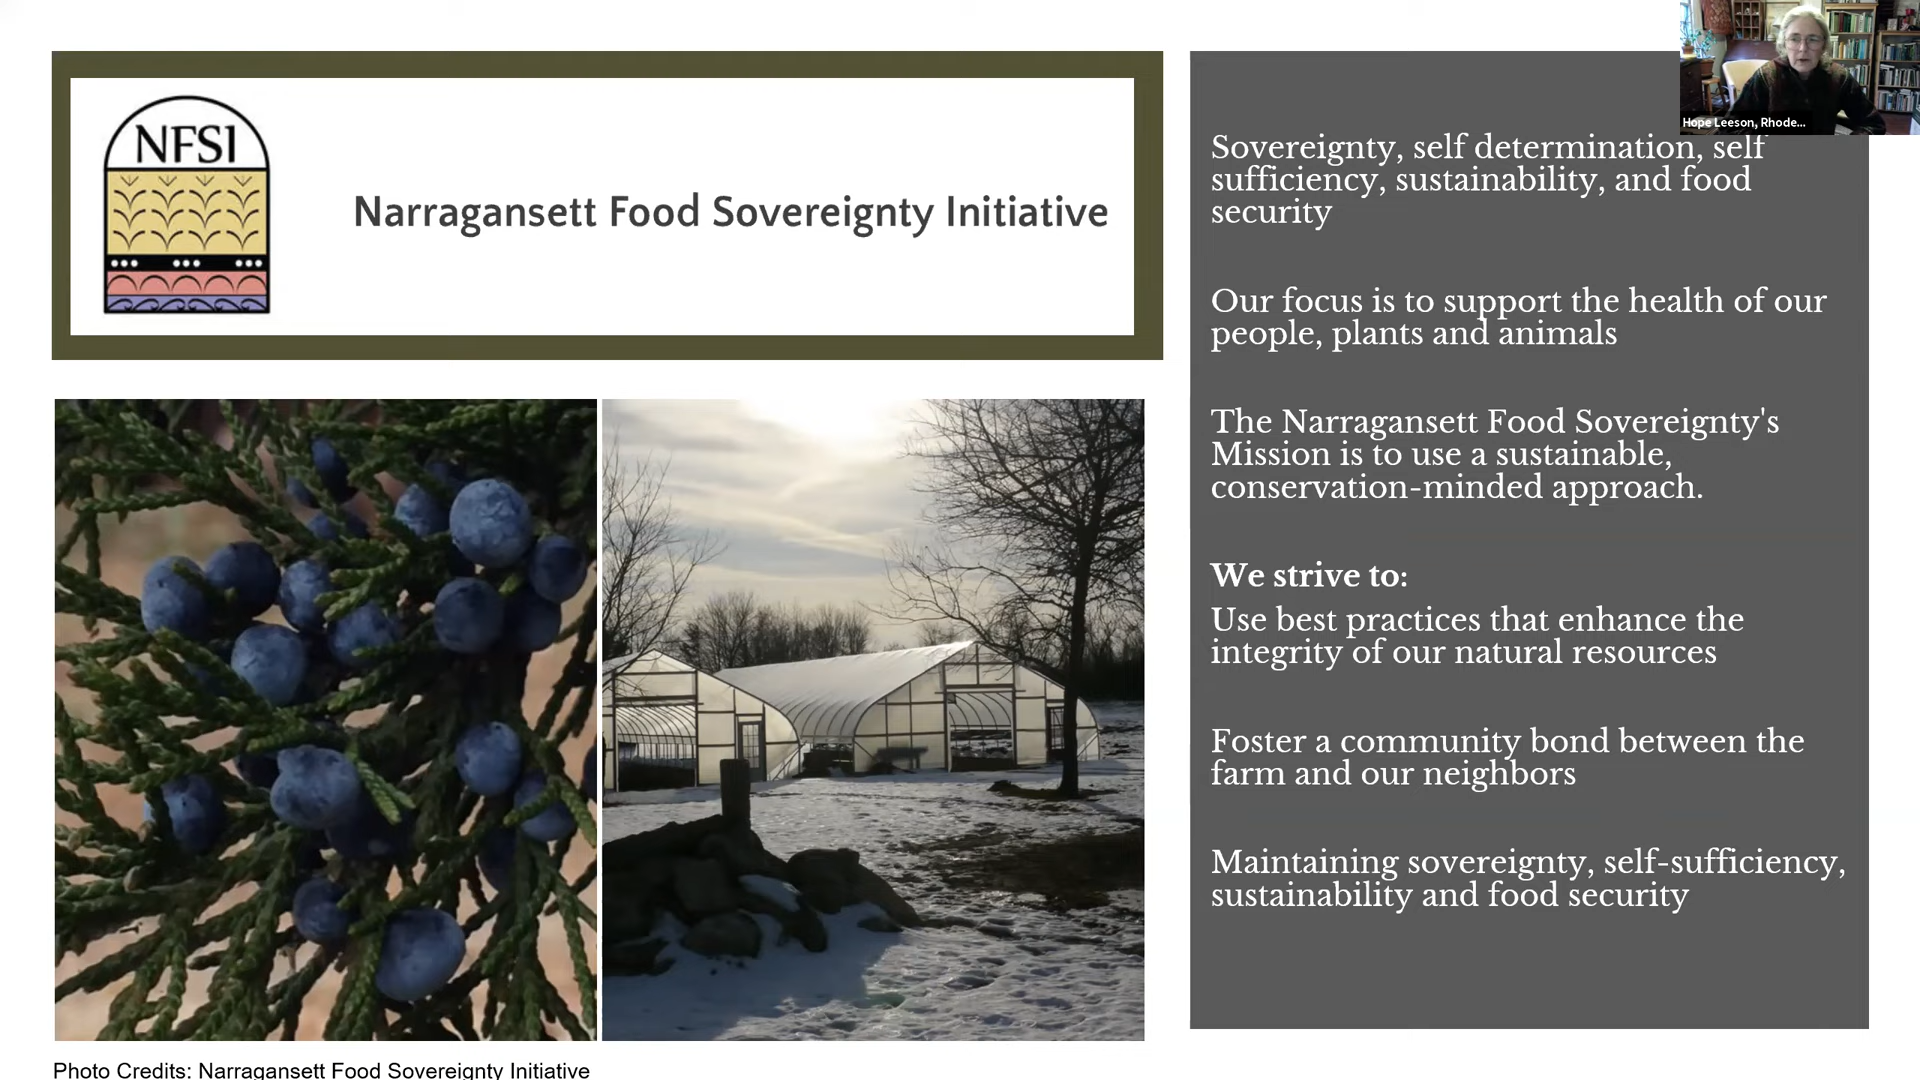 NFSI
Narragansett Food Sovereignty Initiative
Hope Leeson, Rhode...
Sovereignty, self determination, self
sufficiency, sustainability, and food
security
Our focus is to support the health of our
people, plants and animals
The Narragansett Food Sovereignty's
Mission is to use a sustainable,
conservation-minded approach.
We strive to:
Use best practices that enhance the
integrity of our natural resources
Foster a community bond between the
farm and our neighbors
Maintaining sovereignty, self-sufficiency,
sustainability and food security
Photo Credits: Narragansett Food Sovereignty Initiative